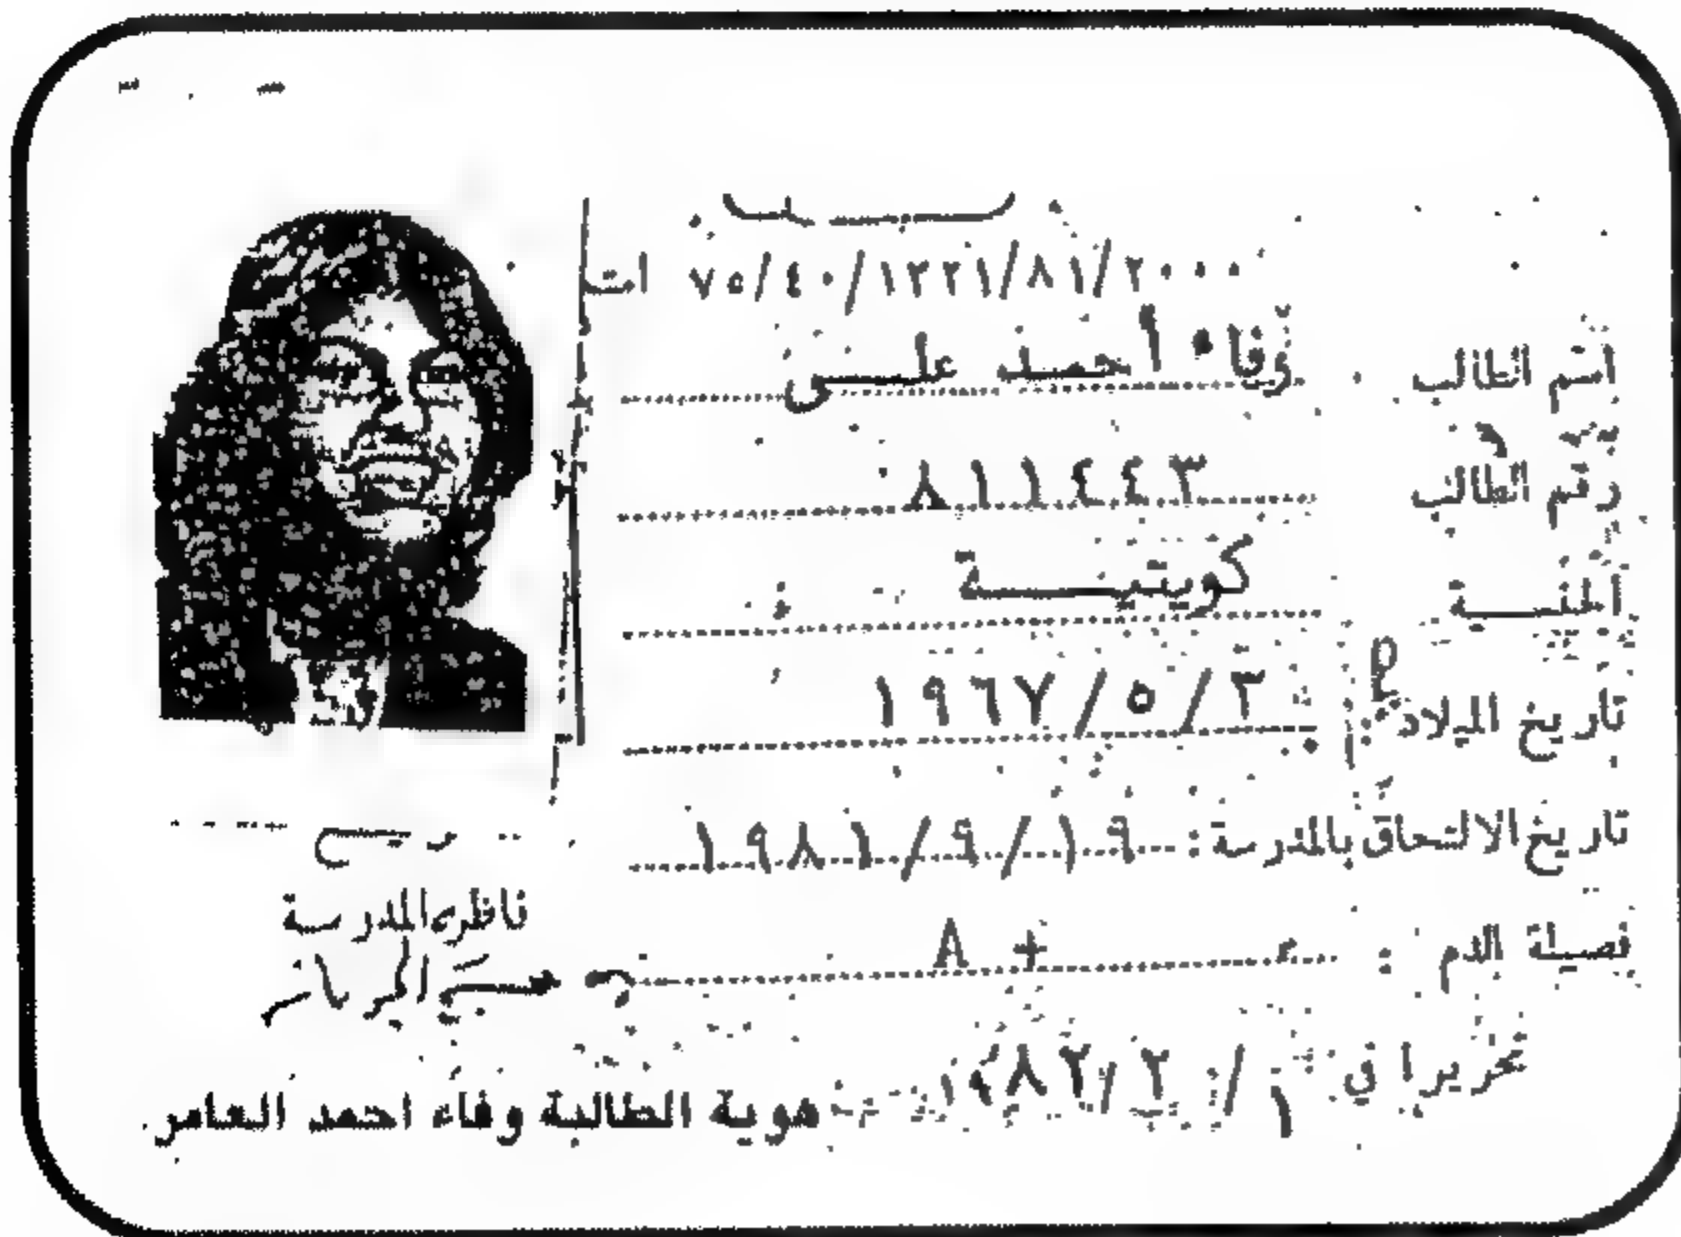 ات ٧٥/٤٠/١٢٢١/٨١/٢٠٠٠
اسم الطالب وفاء أحمد علي
رقم الطالب ٨١١٤٤٣
الجنسية كويتية
تاريخ الميلاد : ١٩٦٧/٥/٣
تاريخ الالتحاق بالمدرسة : ١٩٨١/٩/١٩
فصيلة الدم : A +
ناظرة المدرسة
تحريرا في ١٩٨٢/٢/١
هوية الطالبة وفاء احمد العامر